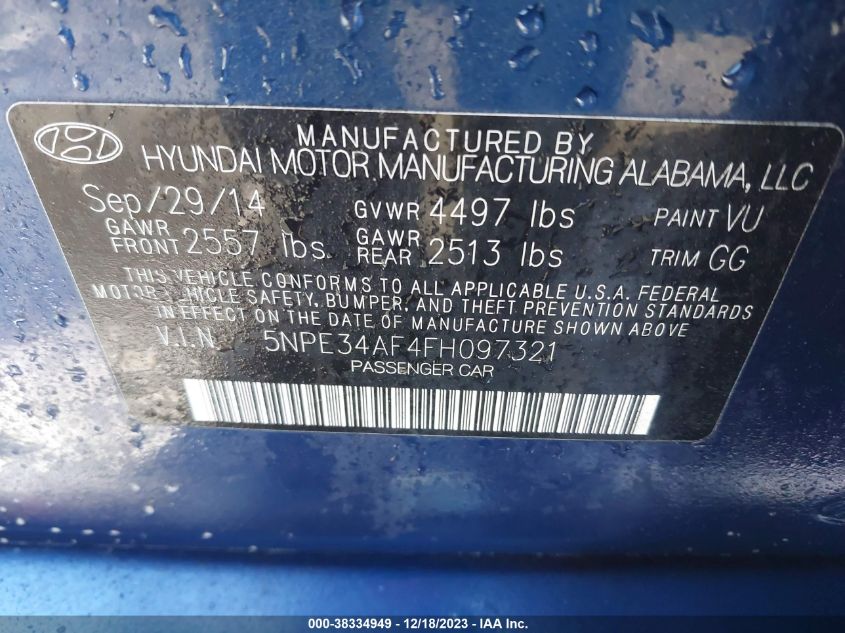 MANUFACTURED BY
HYUNDAI MOTOR MANUFACTURING ALABAMA, LLC
Sep/29/14 GVWR 4497 lbs PAINT VU
GAWR FRONT 2557 lbs GAWR REAR 2513 lbs TRIM GG
THIS VEHICLE CONFORMS TO ALL APPLICABLE U.S.A. FEDERAL
MOTOR VEHICLE SAFETY, BUMPER, AND THEFT PREVENTION STANDARDS
IN EFFECT ON THE DATE OF MANUFACTURE SHOWN ABOVE.
V.I.N. 5NPE34AF4FH097321
PASSENGER CAR
000-38334949 - 12/18/2023 - IAA Inc.